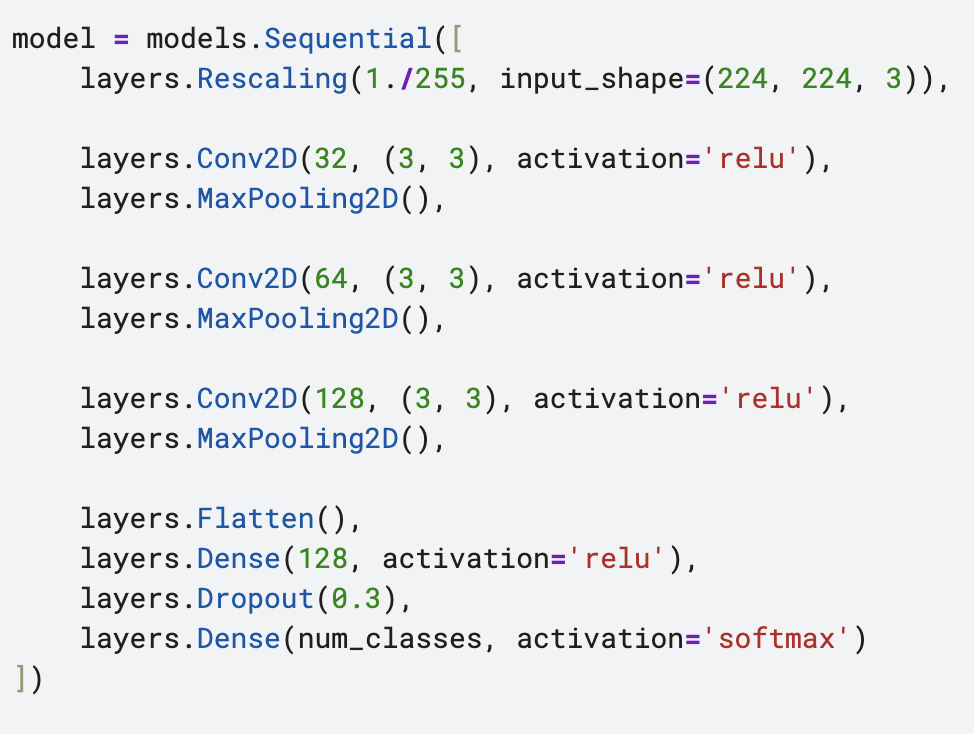 model = models.Sequential([
    layers.Rescaling(1./255, input_shape=(224, 224, 3)),

    layers.Conv2D(32, (3, 3), activation='relu'),
    layers.MaxPooling2D(),

    layers.Conv2D(64, (3, 3), activation='relu'),
    layers.MaxPooling2D(),

    layers.Conv2D(128, (3, 3), activation='relu'),
    layers.MaxPooling2D(),

    layers.Flatten(),
    layers.Dense(128, activation='relu'),
    layers.Dropout(0.3),
    layers.Dense(num_classes, activation='softmax')
])